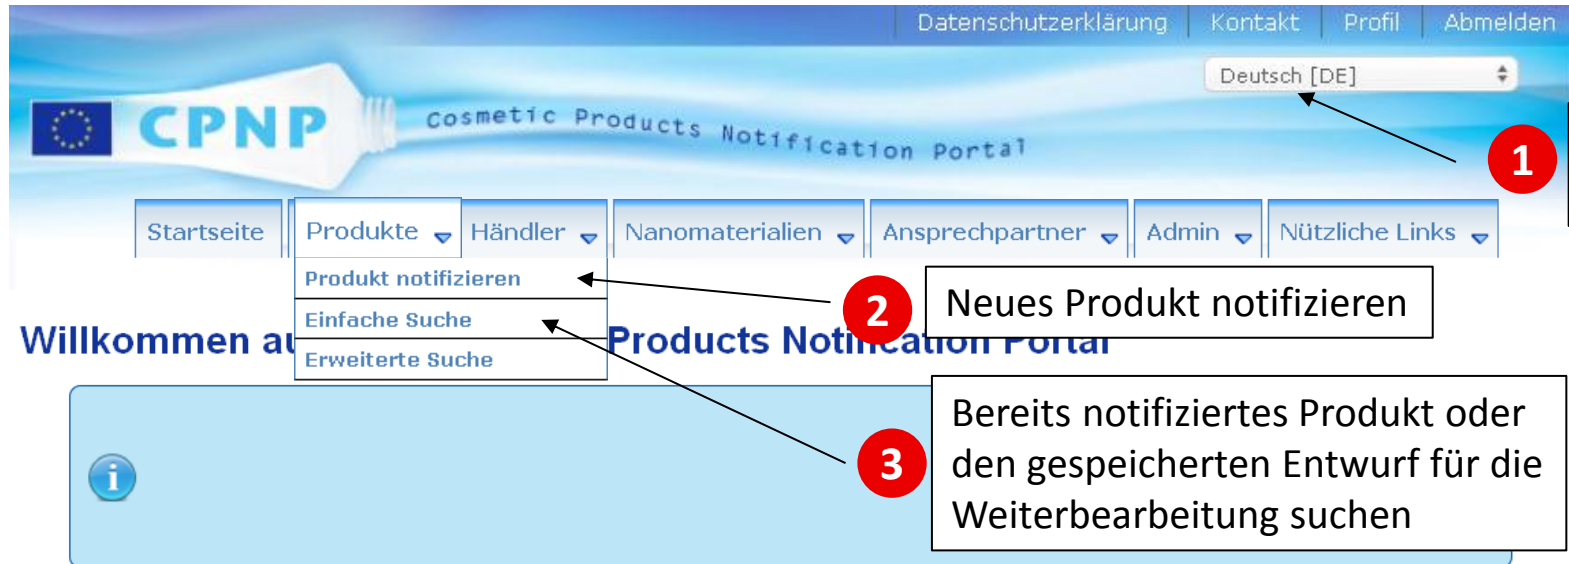 Datenschutzerklärung Kontakt Profil Abmelden
Deutsch [DE]
CPNP Cosmetic Products Notification Portal
1
Startseite Produkte Händler Nanomaterialien Ansprechpartner Admin Nützliche Links
Produkt notifizieren
2 Neues Produkt notifizieren
Einfache Suche
Willkommen au Products Notification Portal
Erweiterte Suche
3
Bereits notifiziertes Produkt oder
den gespeicherten Entwurf für die
Weiterbearbeitung suchen
i